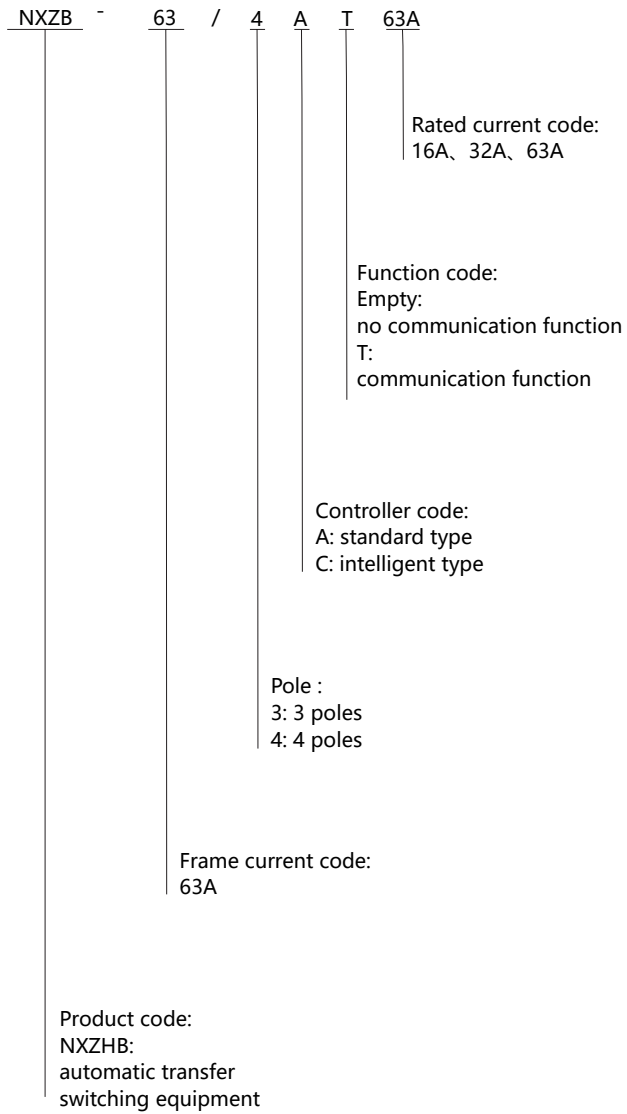 NXZB - 63 / 4 A T 63A
Rated current code:
16A、32A、63A
Function code:
Empty:
no communication function
T:
communication function
Controller code:
A: standard type
C: intelligent type
Pole :
3: 3 poles
4: 4 poles
Frame current code:
63A
Product code:
NXZHB:
automatic transfer
switching equipment